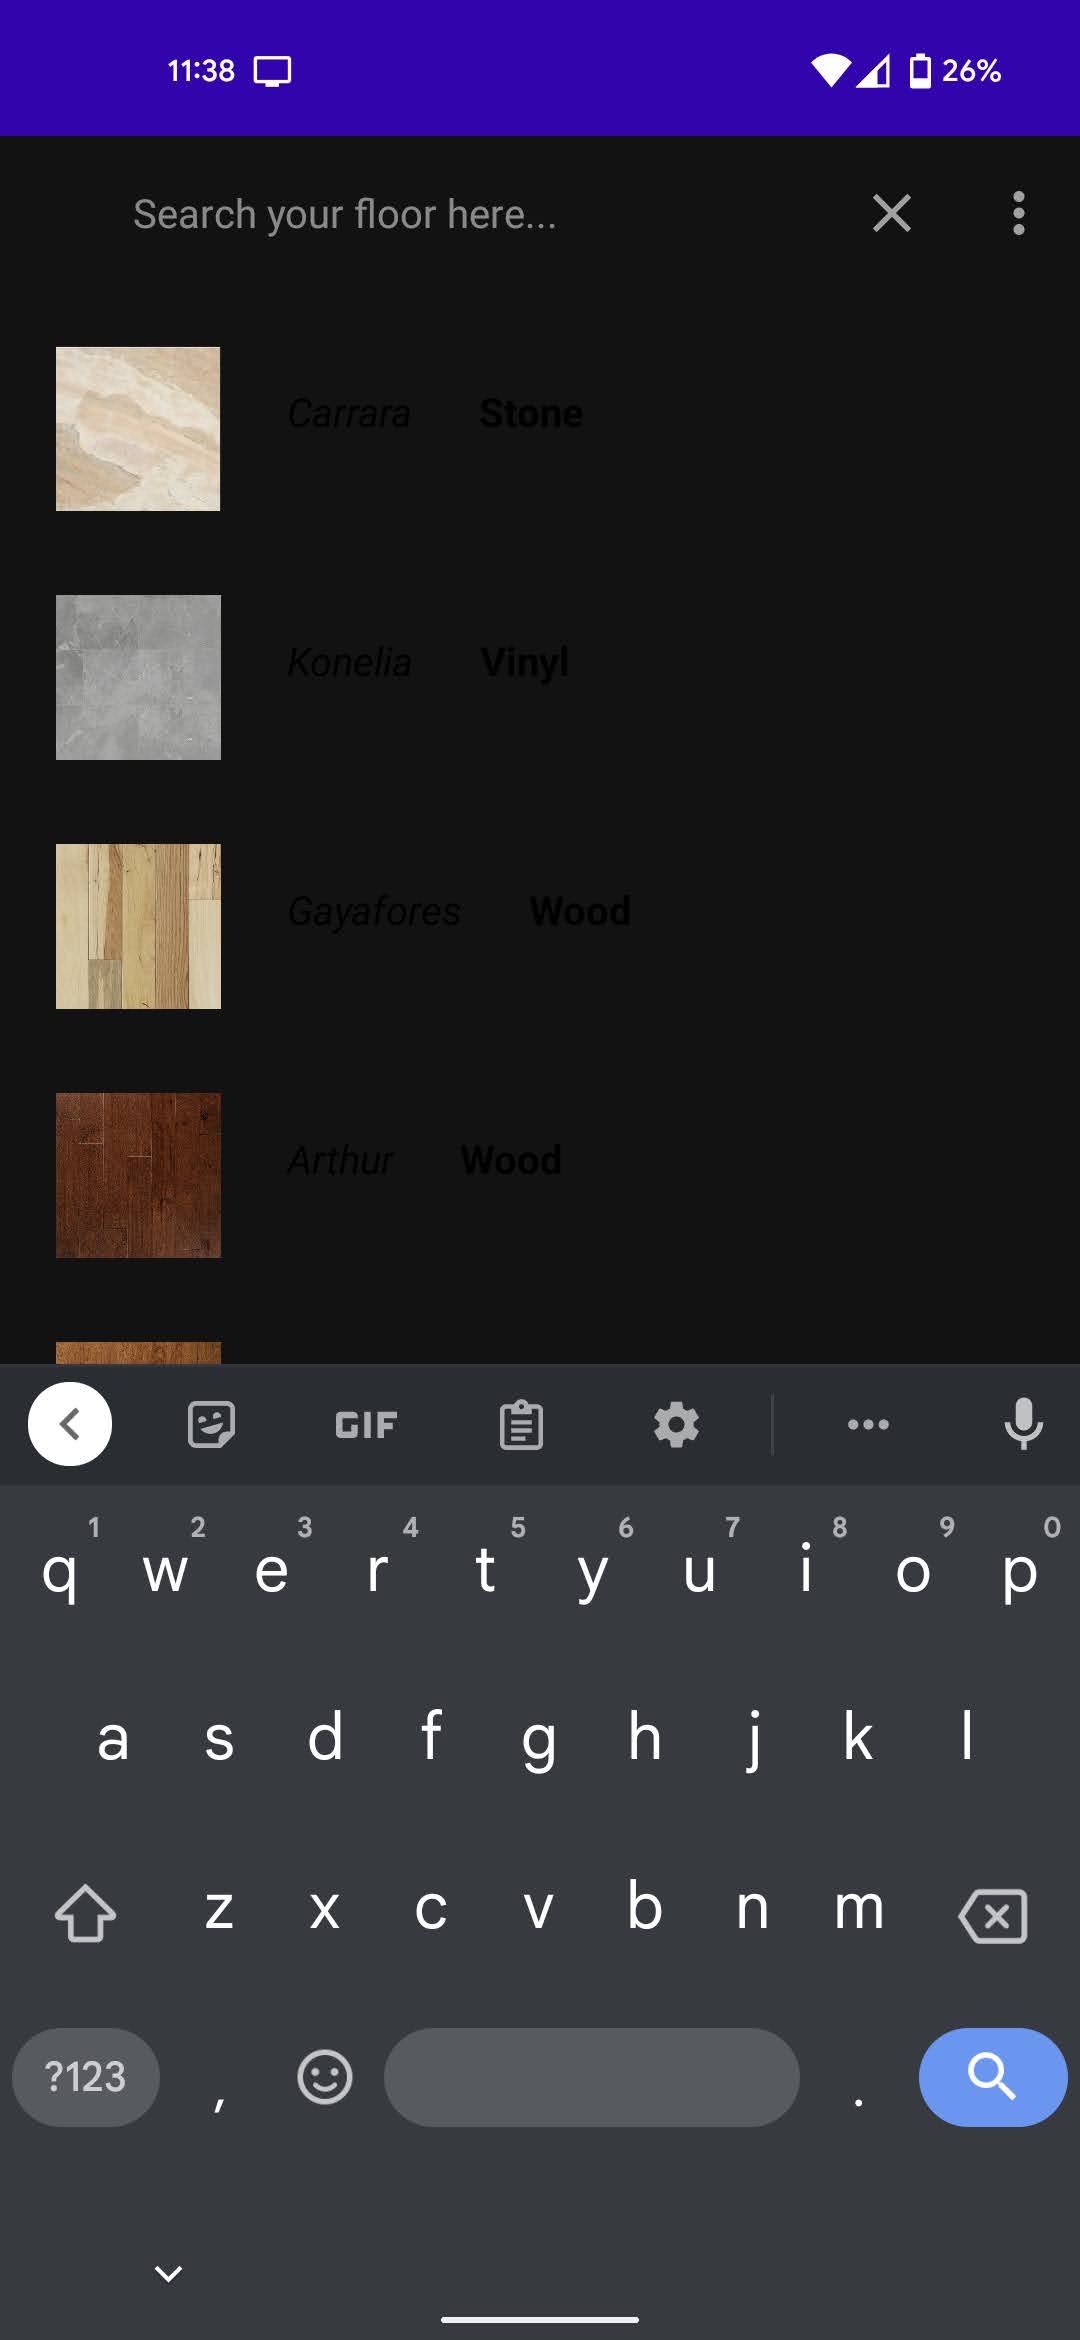 11:38 26%
Search your floor here...
Carrara Stone
Konelia Vinyl
Gayafores Wood
Arthur Wood
GIF
1 2 3 4 5 6 7 8 9 0
q w e r t y u i o p
a s d f g h j k l
z x c v b n m
?123 , .